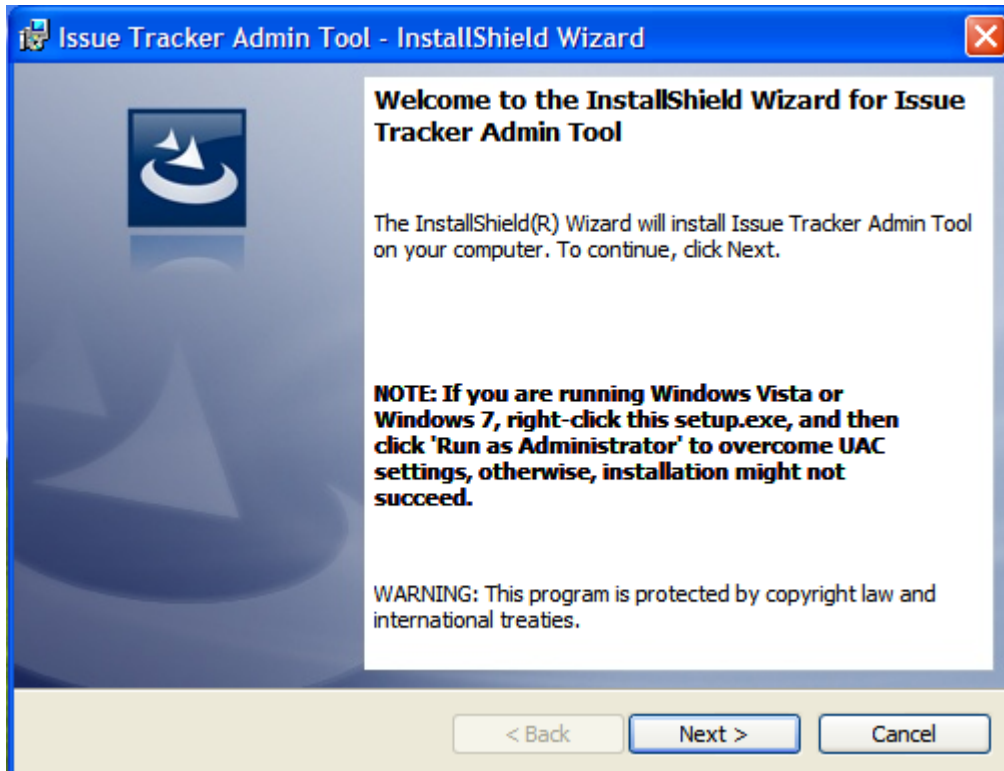 Issue Tracker Admin Tool - InstallShield Wizard
Welcome to the InstallShield Wizard for Issue
Tracker Admin Tool
The InstallShield(R) Wizard will install Issue Tracker Admin Tool
on your computer. To continue, click Next.
NOTE: If you are running Windows Vista or
Windows 7, right-click this setup.exe, and then
click 'Run as Administrator' to overcome UAC
settings, otherwise, installation might not
succeed.
WARNING: This program is protected by copyright law and
international treaties.
< Back
Next >
Cancel